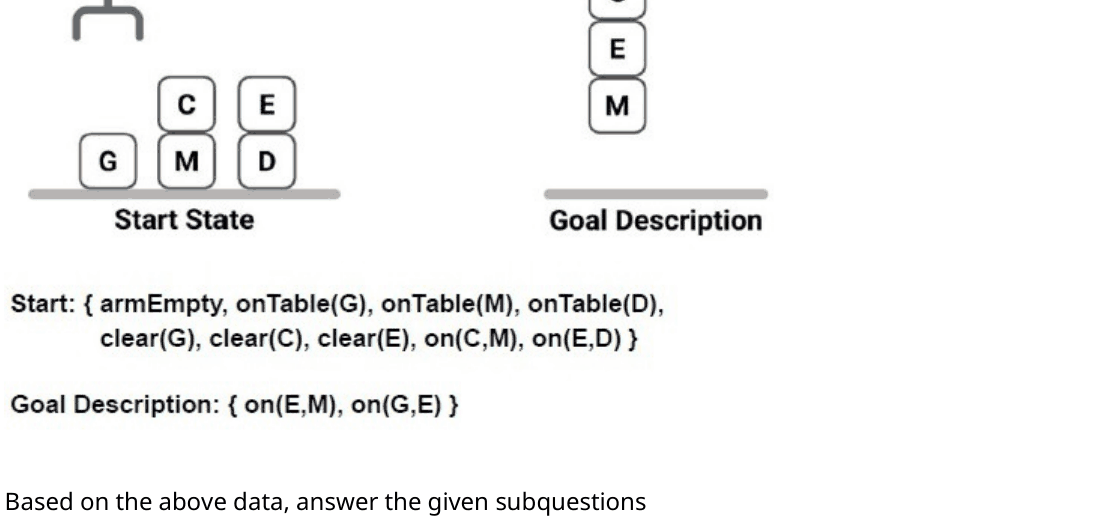 E
C E
M
G M D
Start State Goal Description
Start: { armEmpty, onTable(G), onTable(M), onTable(D),
clear(G), clear(C), clear(E), on(C,M), on(E,D) }
Goal Description: { on(E,M), on(G,E) }
Based on the above data, answer the given subquestions